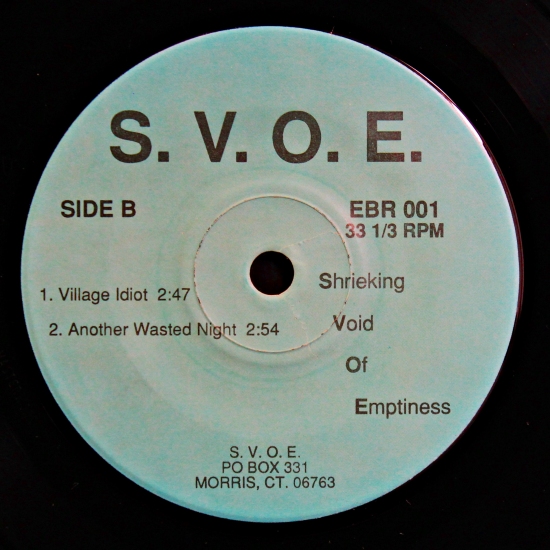 S. V. O. E.
SIDE B
EBR 001
33 1/3 RPM
Shrieking
Void
Of
Emptiness
1. Village Idiot 2:47
2. Another Wasted Night 2:54
S. V. O. E.
PO BOX 331
MORRIS, CT. 06763